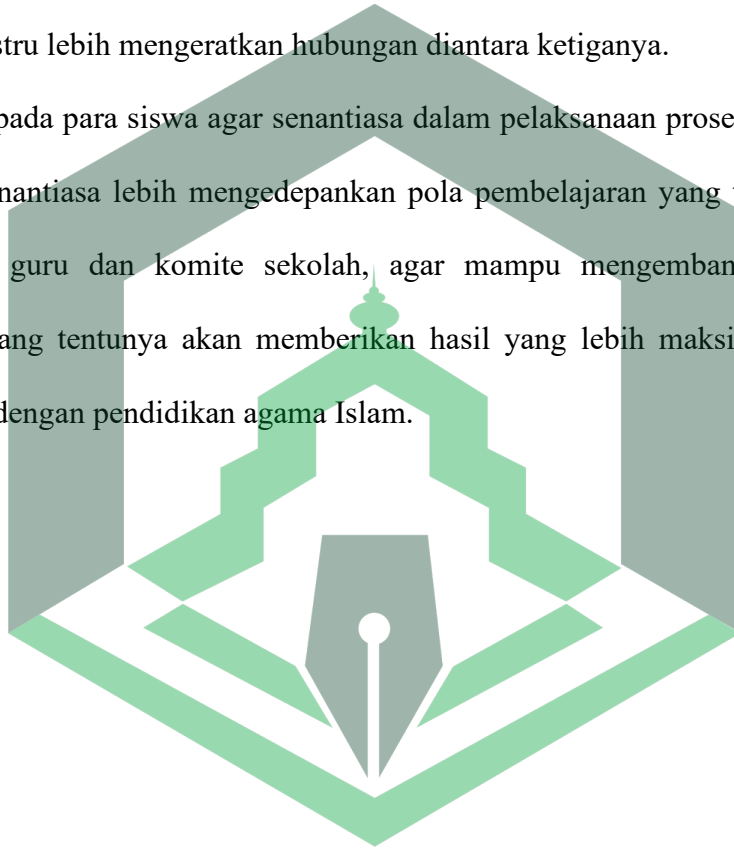 stru lebih mengeratkan hubungan diantara ketiganya.
pada para siswa agar senantiasa dalam pelaksanaan prose
nantiasa lebih mengedepankan pola pembelajaran yang
guru dan komite sekolah, agar mampu mengemban
ang tentunya akan memberikan hasil yang lebih maksi
dengan pendidikan agama Islam.